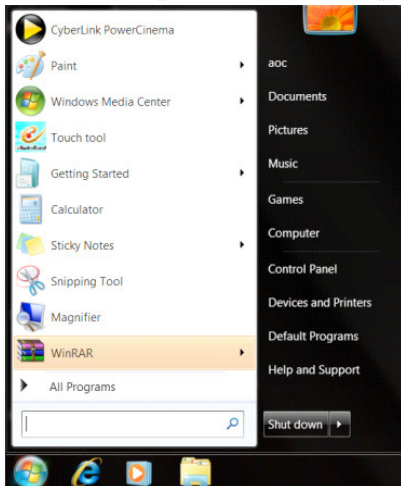 CyberLink PowerCinema
Paint
Windows Media Center
Touch tool
Getting Started
Calculator
Sticky Notes
Snipping Tool
Magnifier
WinRAR
All Programs
aoc
Documents
Pictures
Music
Games
Computer
Control Panel
Devices and Printers
Default Programs
Help and Support
Shut down